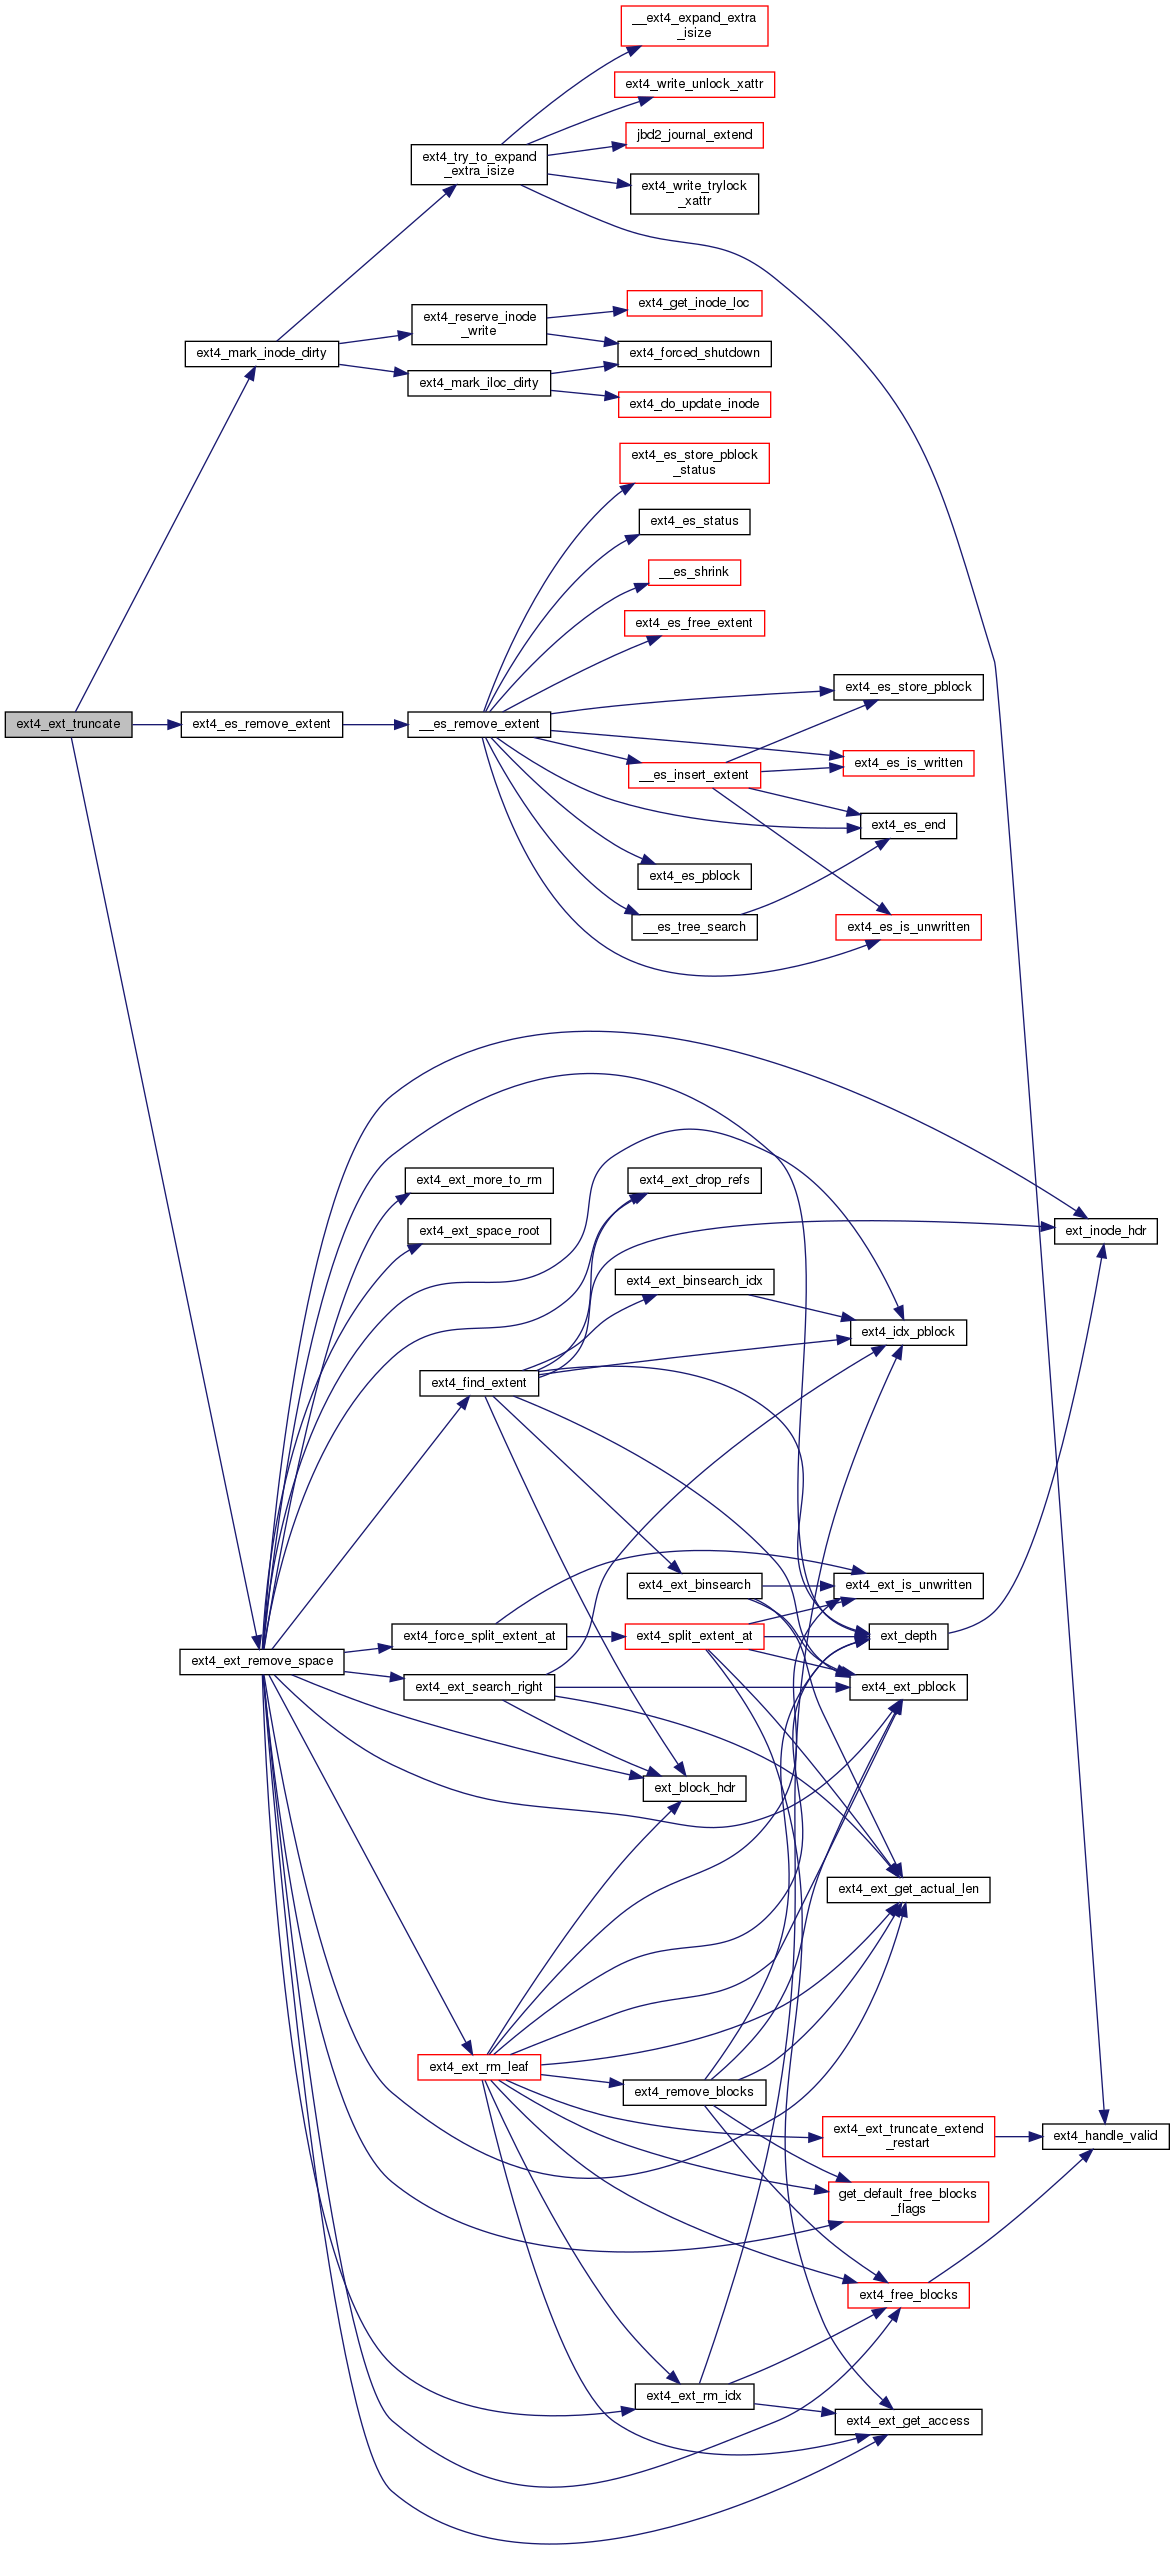 __ext4_expand_extra
_isize
ext4_write_unlock_xattr
jbd2_journal_extend
ext4_try_to_expand
_extra_isize
ext4_write_trylock
_xattr
ext4_get_inode_loc
ext4_reserve_inode
_write
ext4_mark_inode_dirty
ext4_forced_shutdown
ext4_mark_iloc_dirty
ext4_do_update_inode
ext4_es_store_pblock
_status
ext4_es_status
__es_shrink
ext4_es_free_extent
ext4_es_store_pblock
ext4_ext_truncate
ext4_es_remove_extent
__es_remove_extent
ext4_es_is_written
__es_insert_extent
ext4_es_end
ext4_es_pblock
__es_tree_search
ext4_es_is_unwritten
ext4_ext_more_to_rm
ext4_ext_drop_refs
ext4_ext_space_root
ext_inode_hdr
ext4_ext_binsearch_idx
ext4_idx_pblock
ext4_find_extent
ext4_ext_binsearch
ext4_ext_is_unwritten
ext4_force_split_extent_at
ext4_split_extent_at
ext_depth
ext4_ext_remove_space
ext4_ext_search_right
ext4_ext_pblock
ext_block_hdr
ext4_ext_get_actual_len
ext4_ext_rm_leaf
ext4_remove_blocks
ext4_ext_truncate_extend
_restart
ext4_handle_valid
get_default_free_blocks
_flags
ext4_free_blocks
ext4_ext_rm_idx
ext4_ext_get_access